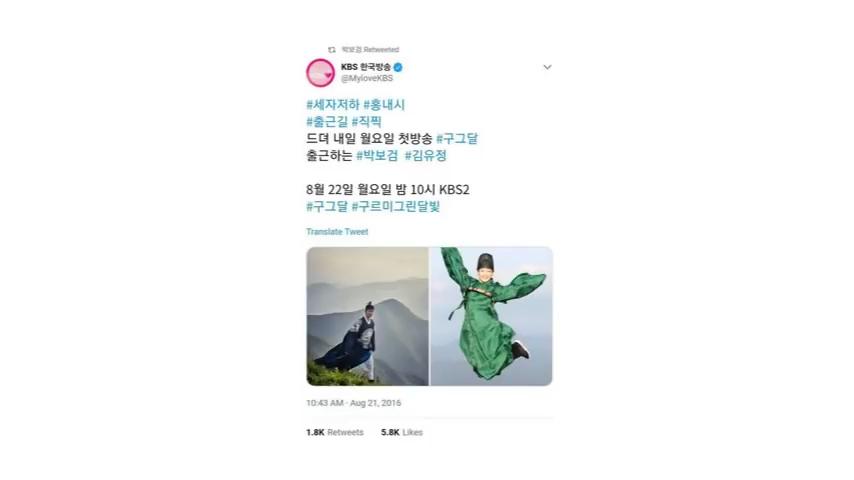 박보검 Retweeted
KBS 한국방송
@MyloveKBS
#세자저하 #홍내시
#출근길 #직찍
드뎌 내일 월요일 첫방송 #구그달
출근하는 #박보검 #김유정
8월 22일 월요일 밤 10시 KBS2
#구그달 #구르미그린달빛
Translate Tweet
10:43 AM · Aug 21, 2016
1.8K Retweets 5.8K Likes